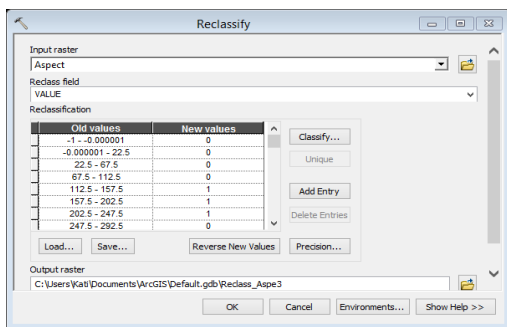 Reclassify
Input raster
Aspect
Reclass field
VALUE
Reclassification
Old values New values
-1 - -0.000001 0
-0.000001 - 22.5 0
22.5 - 67.5 0
67.5 - 112.5 0
112.5 - 157.5 1
157.5 - 202.5 1
202.5 - 247.5 1
247.5 - 292.5 0
Classify...
Unique
Add Entry
Delete Entries
Load... Save... Reverse New Values Precision...
Output raster
C:\Users\Kati\Documents\ArcGIS\Default.gdb\Reclass_Aspe3
OK Cancel Environments... Show Help >>